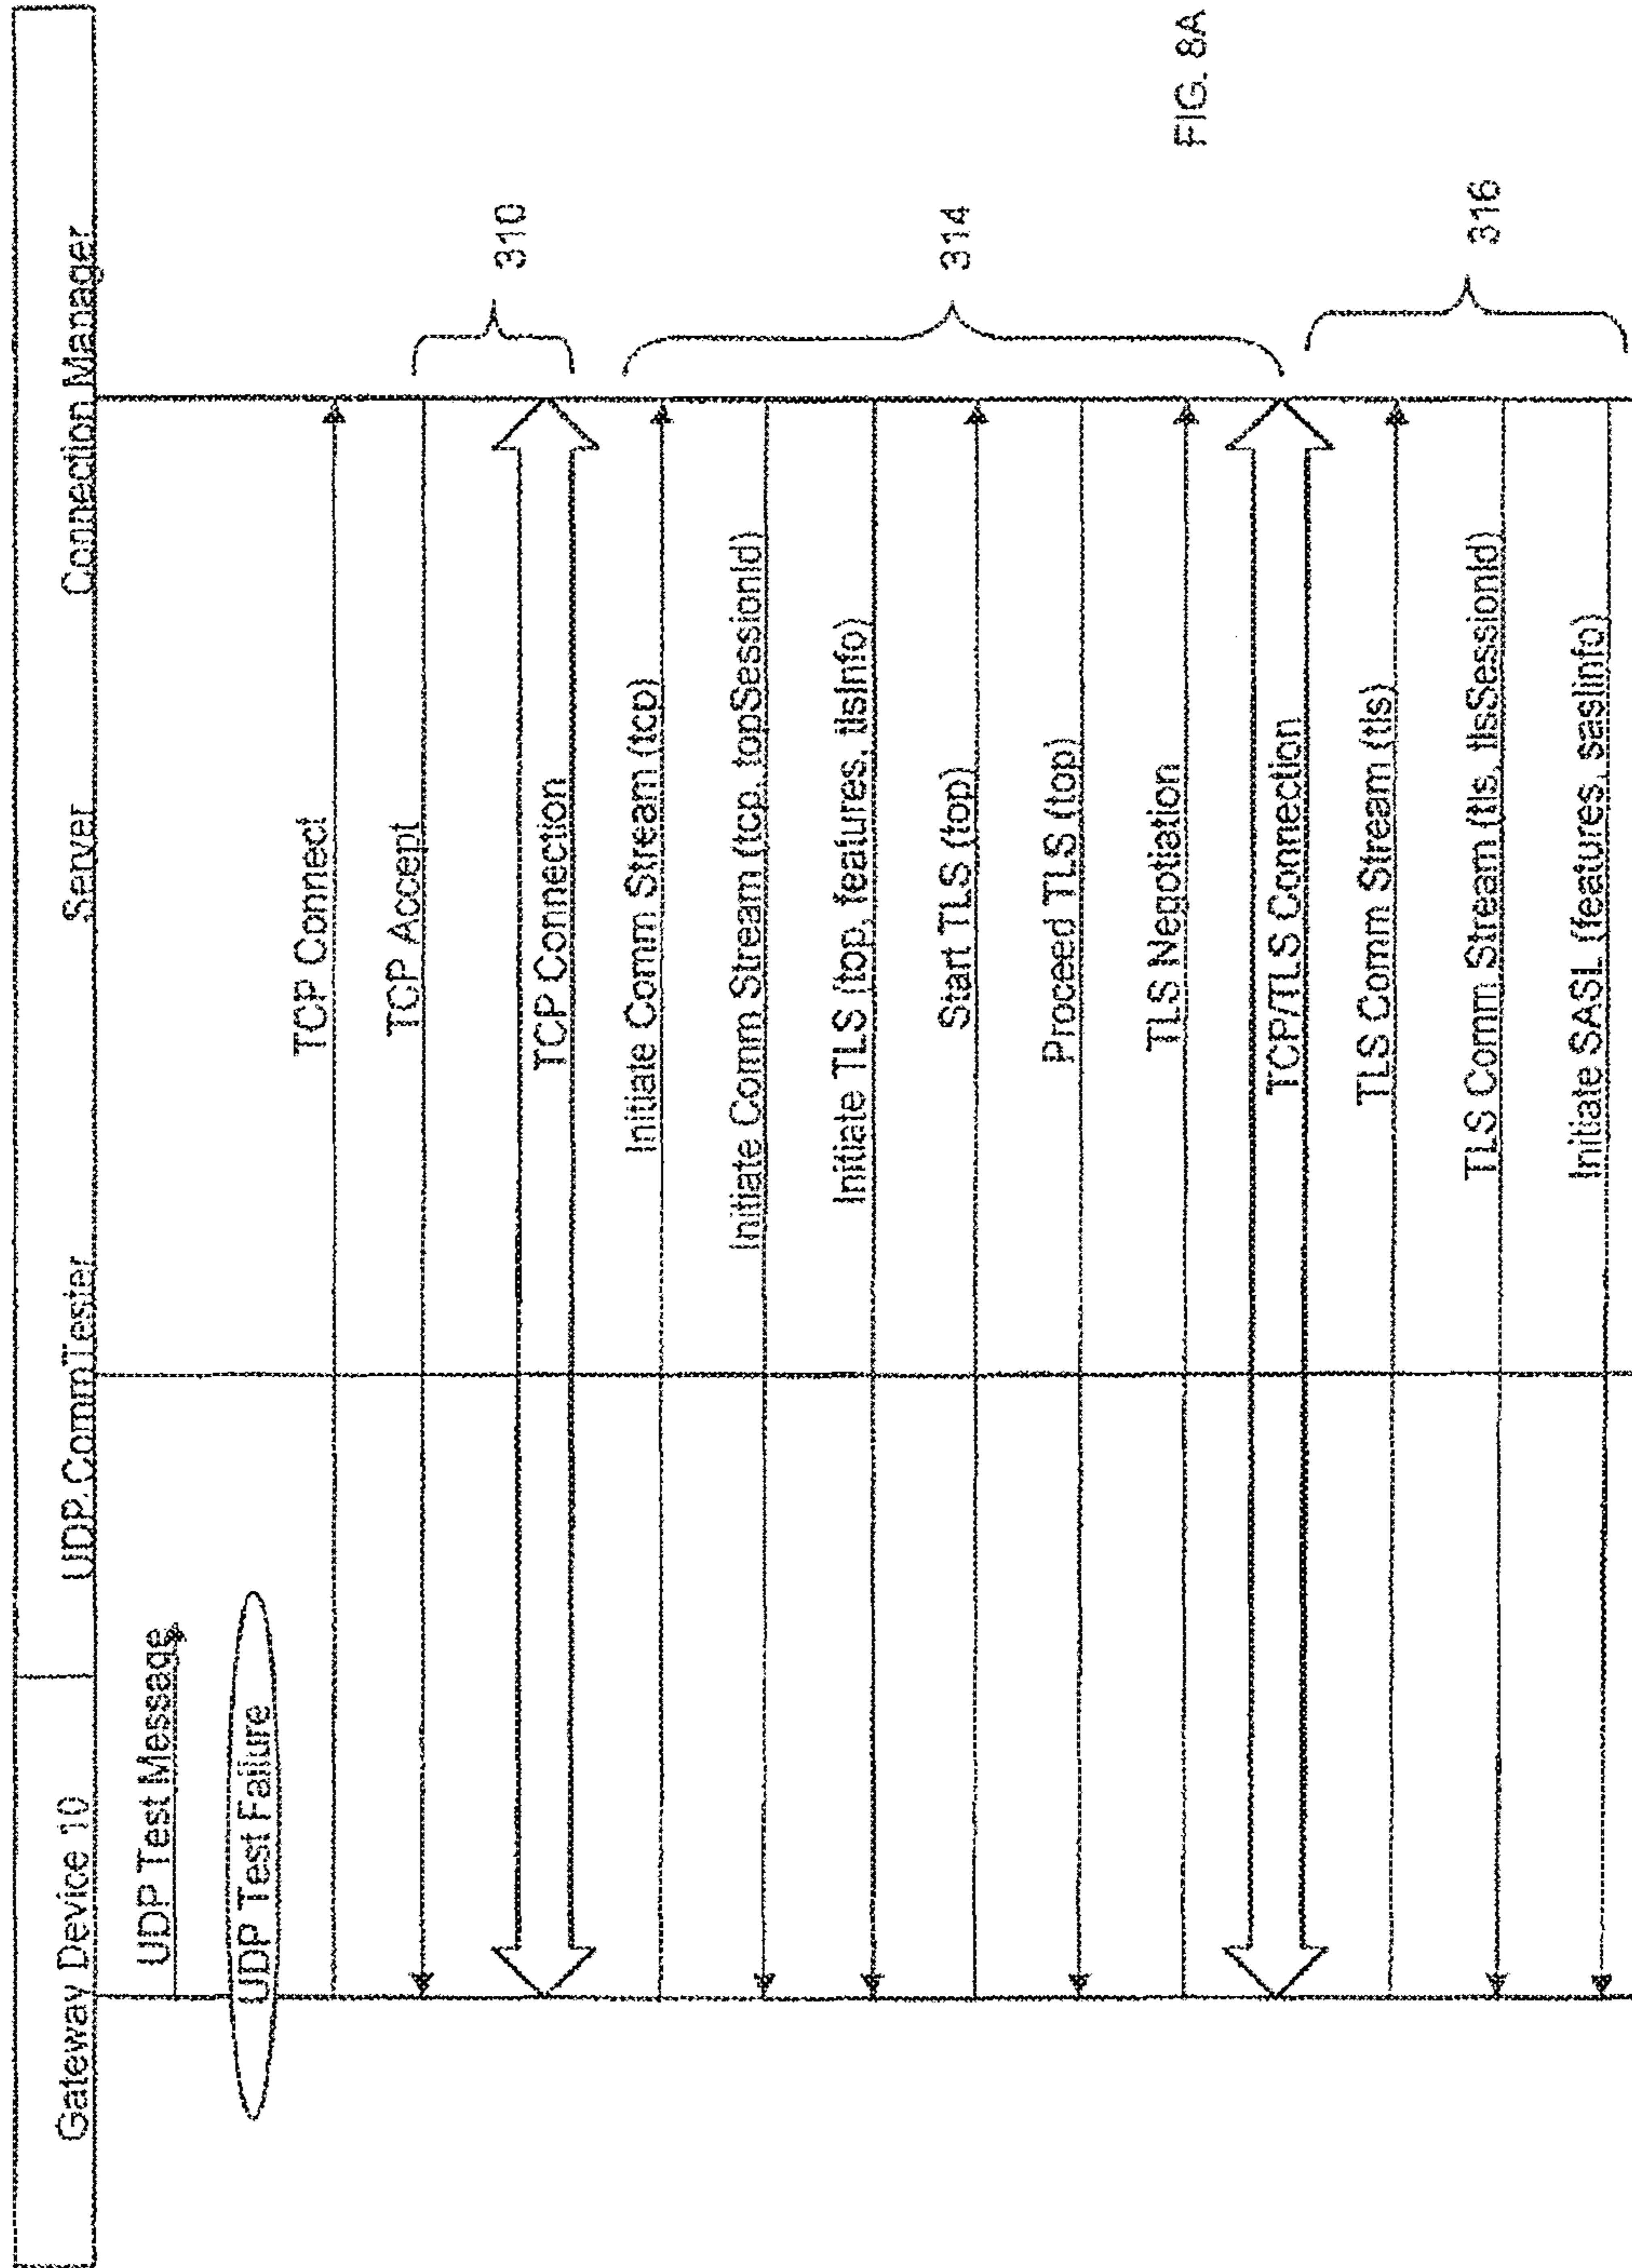 Gateway Device 10
UDP CommTester
Server
Connection Manager
UDP Test Message
UDP Test Failure
TCP Connect
TCP Accept
TCP Connection
310
Initiate Comm Stream (tcp)
Initiate Comm Stream (tcp, tcpSessionId)
Initiate TLS (tcp, features, tlsInfo)
Start TLS (tcp)
Proceed TLS (tcp)
TLS Negotiation
TCP/TLS Connection
314
TLS Comm Stream (tls)
TLS Comm Stream (tls, tlsSessionId)
Initiate SASL (features, saslInfo)
316
FIG. 8A